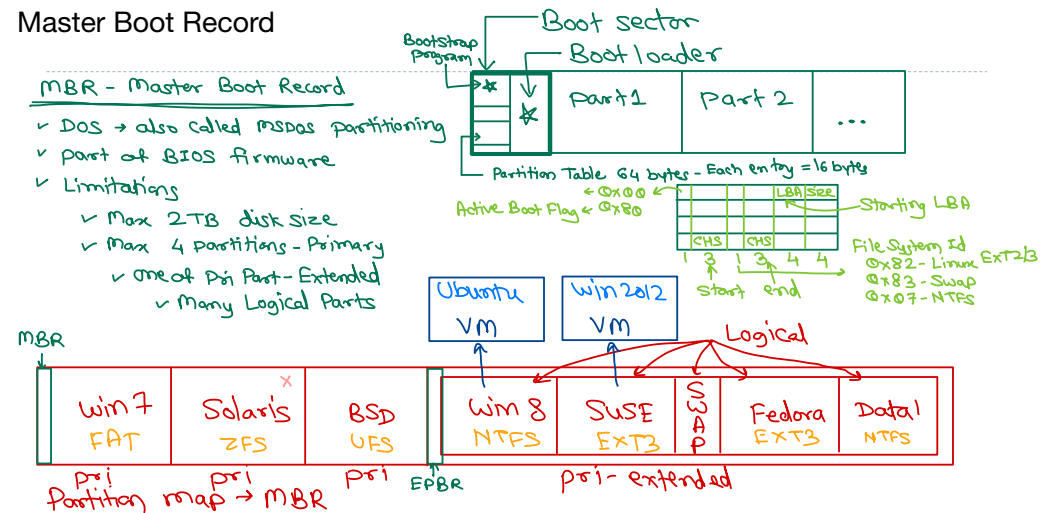 Master Boot Record
MBR - Master Boot Record
✓ DOS → also called MSDOS partitioning
✓ part of BIOS firmware
✓ Limitations
✓ Max 2TB disk size
✓ Max 4 partitions - Primary
✓ one of Pri Part - Extended
✓ Many Logical Parts
Boot sector
Bootstrap
program
Boot loader
part 1
part 2
...
Partition Table 64 bytes - Each entry = 16 bytes
← 0x00
Active Boot Flag ← 0x80
LBA Size
Starting LBA
CHS CHS
1 3 1 3 4 4
start end
File System Id
0x82 - Linux EXT2/3
0x83 - Swap
0x07 - NTFS
Ubuntu
VM
Win2012
VM
Logical
MBR
Win 7
FAT
pri
X
Solaris
ZFS
pri
BSD
UFS
pri
EPBR
Win 8
NTFS
SUSE
EXT3
SWAP
Fedora
EXT3
Data1
NTFS
pri - extended
Partition map → MBR